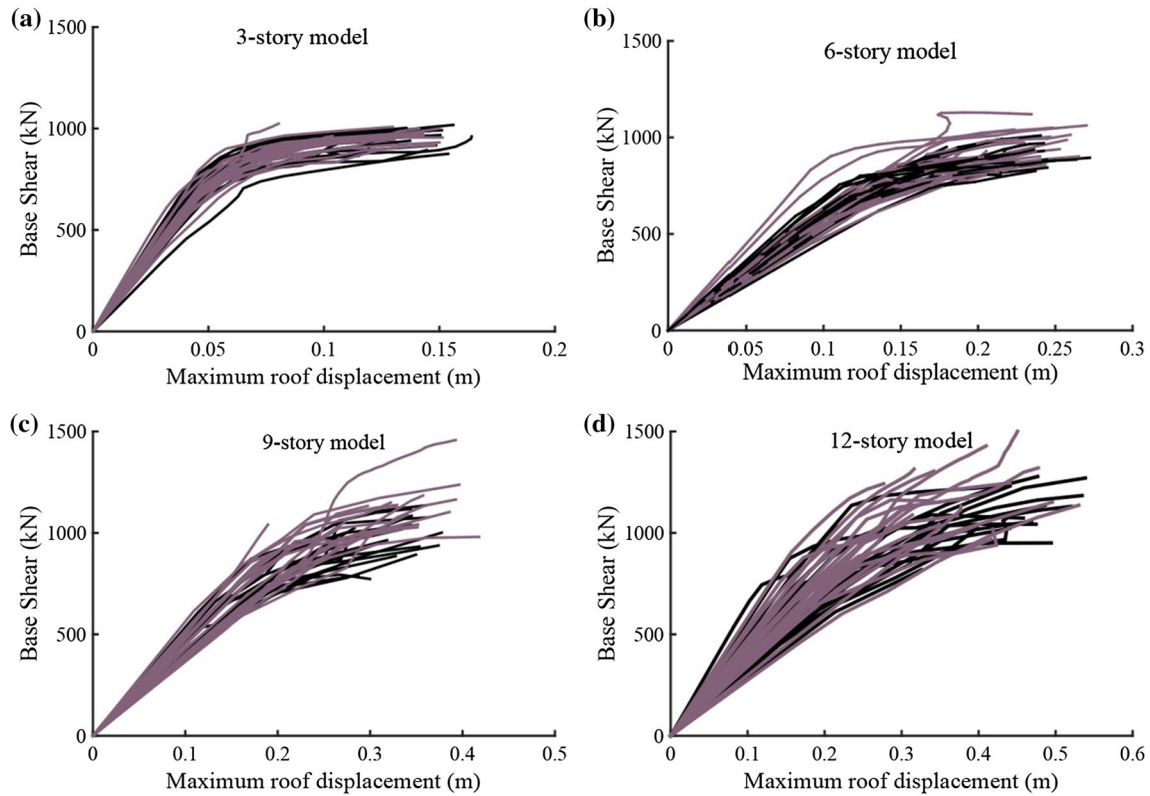 (a)
3-story model
1500
1000
500
0
Base Shear (kN)
0 0.05 0.1 0.15 0.2
Maximum roof displacement (m)
(b)
6-story model
1500
1000
500
0
Base Shear (kN)
0 0.05 0.1 0.15 0.2 0.25 0.3
Maximum roof displacement (m)
(c)
9-story model
1500
1000
500
0
Base Shear (kN)
0 0.1 0.2 0.3 0.4 0.5
Maximum roof displacement (m)
(d)
12-story model
1500
1000
500
0
Base Shear (kN)
0 0.1 0.2 0.3 0.4 0.5 0.6
Maximum roof displacement (m)